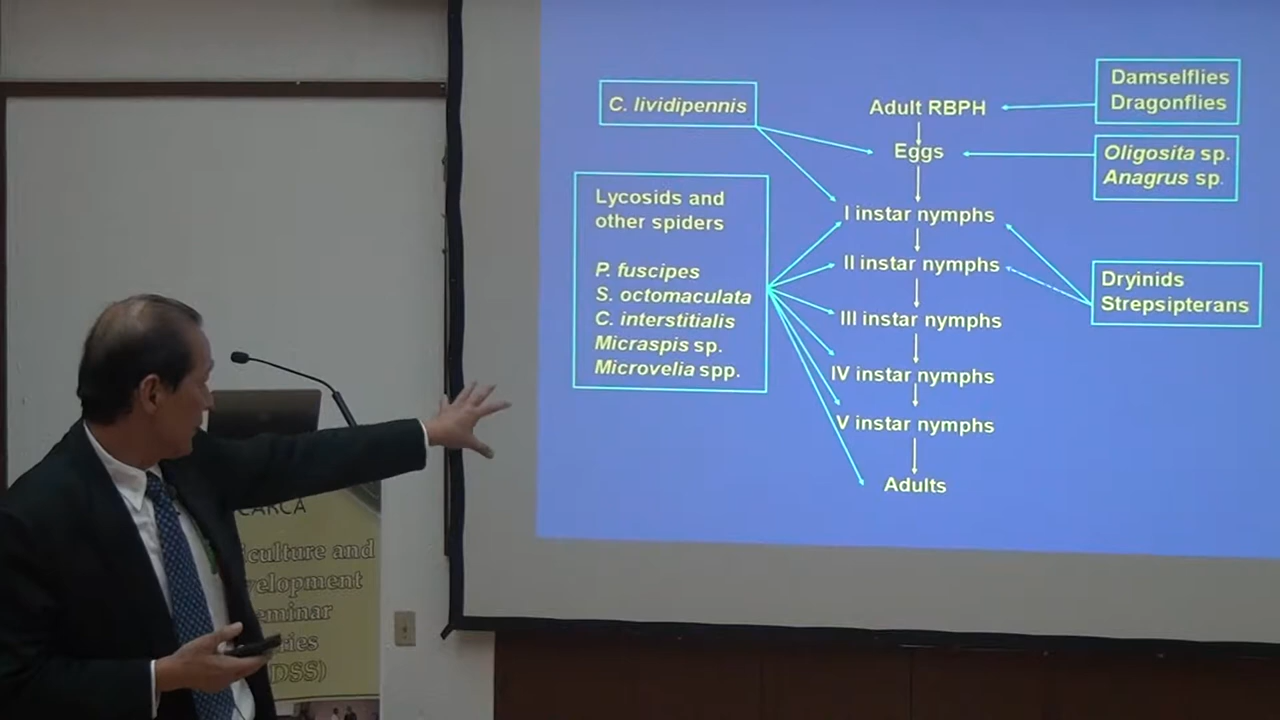 C. lividipennis
Lycosids and
other spiders
P. fuscipes
S. octomaculata
C. interstitialis
Micraspis sp.
Microvelia spp.
Adult RBPH
Eggs
I instar nymphs
II instar nymphs
III instar nymphs
IV instar nymphs
V instar nymphs
Adults
Damselflies
Dragonflies
Oligosita sp.
Anagrus sp.
Dryinids
Strepsipterans
CARCA
iculture and
velopment
eminar
ries
DSS)